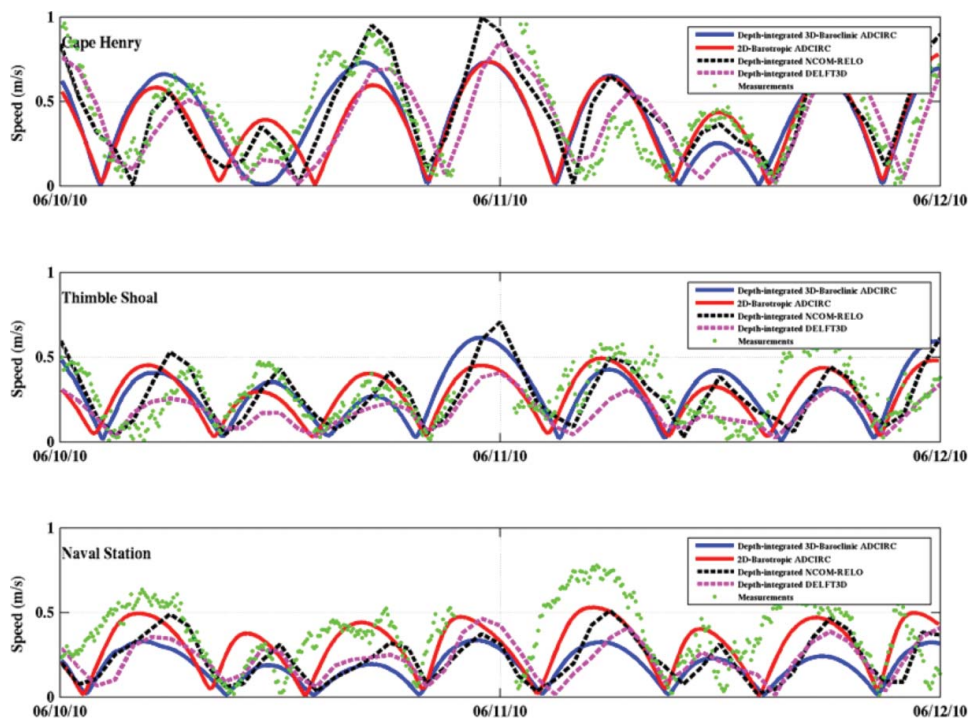 1
Cape Henry
Depth-integrated 3D-Baroclinic ADCIRC
2D-Barotropic ADCIRC
Depth-integrated NCOM-RELO
Depth-integrated DELFT3D
Measurements
Speed (m/s)
0.5
0
06/10/10
06/11/10
06/12/10
1
Thimble Shoal
Depth-integrated 3D-Baroclinic ADCIRC
2D-Barotropic ADCIRC
Depth-integrated NCOM-RELO
Depth-integrated DELFT3D
Measurements
Speed (m/s)
0.5
0
06/10/10
06/11/10
06/12/10
1
Naval Station
Depth-integrated 3D-Baroclinic ADCIRC
2D-Barotropic ADCIRC
Depth-integrated NCOM-RELO
Depth-integrated DELFT3D
Measurements
Speed (m/s)
0.5
0
06/10/10
06/11/10
06/12/10